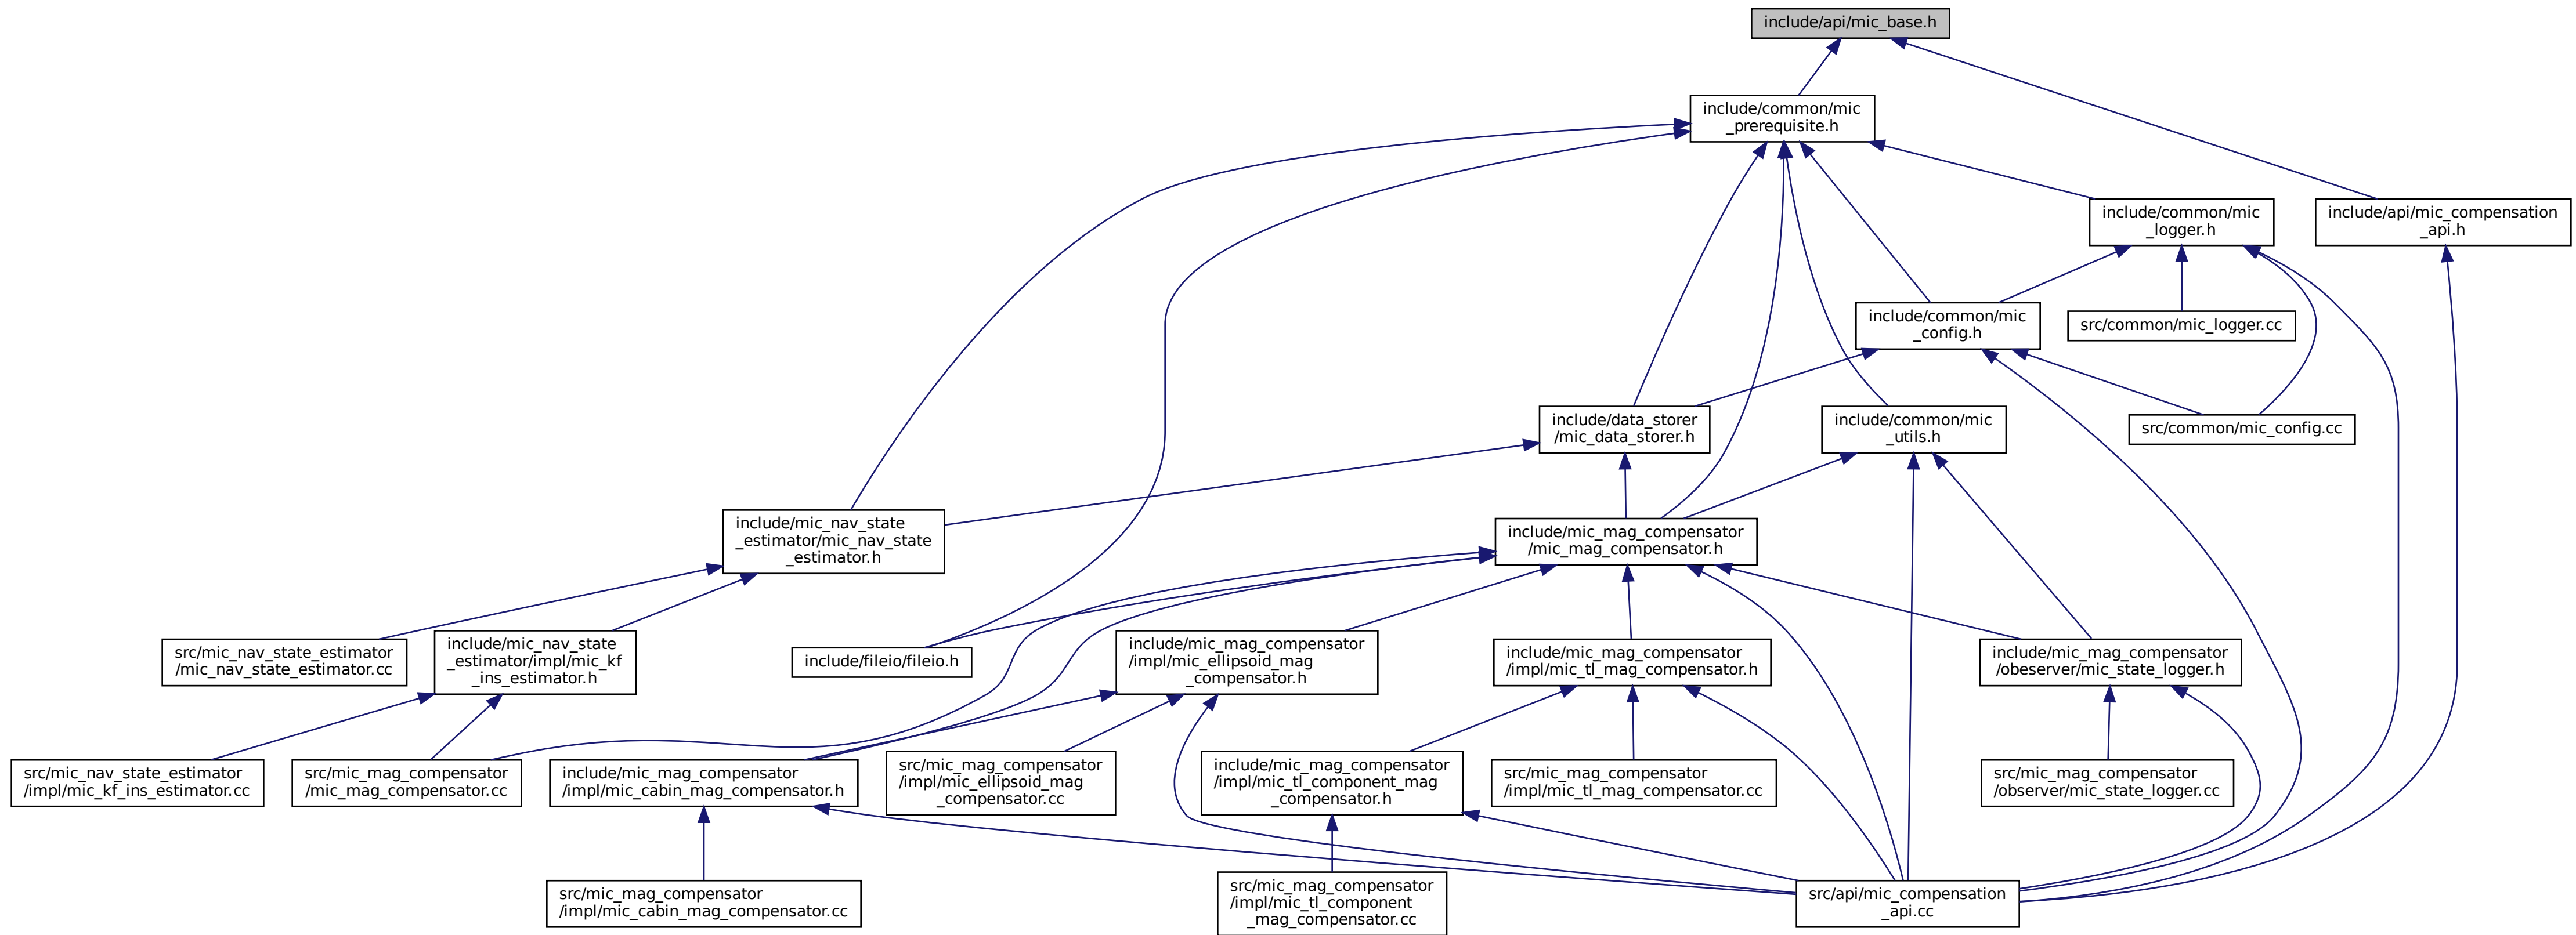 include/api/mic_base.h
include/common/mic
_prerequisite.h
include/common/mic
_logger.h
include/api/mic_compensation
_api.h
include/common/mic
_config.h
src/common/mic_logger.cc
include/data_storer
/mic_data_storer.h
include/common/mic
_utils.h
src/common/mic_config.cc
include/mic_nav_state
_estimator/mic_nav_state
_estimator.h
include/mic_mag_compensator
/mic_mag_compensator.h
src/mic_nav_state_estimator
/mic_nav_state_estimator.cc
include/mic_nav_state
_estimator/impl/mic_kf
_ins_estimator.h
include/fileio/fileio.h
include/mic_mag_compensator
/impl/mic_ellipsoid_mag
_compensator.h
include/mic_mag_compensator
/impl/mic_tl_mag_compensator.h
include/mic_mag_compensator
/obeserver/mic_state_logger.h
src/mic_nav_state_estimator
/impl/mic_kf_ins_estimator.cc
src/mic_mag_compensator
/mic_mag_compensator.cc
include/mic_mag_compensator
/impl/mic_cabin_mag_compensator.h
src/mic_mag_compensator
/impl/mic_ellipsoid_mag
_compensator.cc
include/mic_mag_compensator
/impl/mic_tl_component_mag
_compensator.h
src/mic_mag_compensator
/impl/mic_tl_mag_compensator.cc
src/mic_mag_compensator
/observer/mic_state_logger.cc
src/mic_mag_compensator
/impl/mic_cabin_mag_compensator.cc
src/mic_mag_compensator
/impl/mic_tl_component
_mag_compensator.cc
src/api/mic_compensation
_api.cc